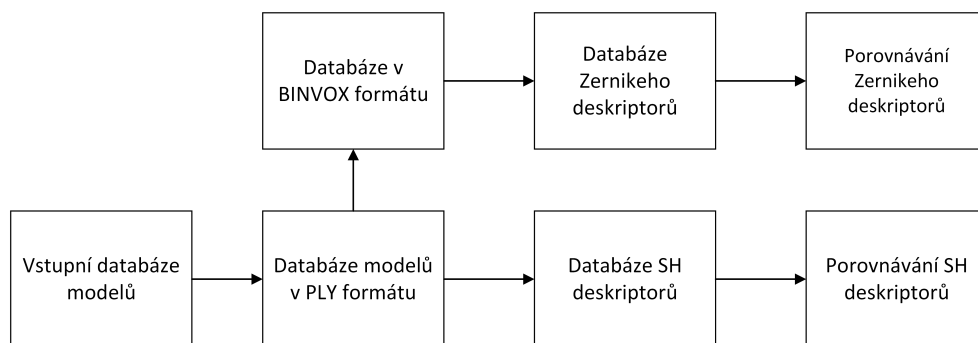 Databáze v
BINVOX formátu
Databáze
Zernikeho
deskriptorů
Porovnávání
Zernikeho
deskriptorů
Vstupní databáze
modelů
Databáze modelů
v PLY formátu
Databáze SH
deskriptorů
Porovnávání SH
deskriptorů